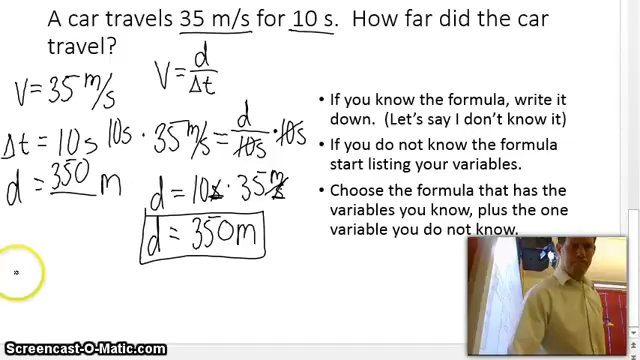 A car travels 35 m/s for 10 s. How far did the car
travel?
V = 35 m/s
V = d/Δt
Δt = 10s
10s · 35 m/s = d/10s · 10s
d = 350 m
d = 10s · 35 m/s
d = 350m
• If you know the formula, write it
down. (Let's say I don't know it)
• If you do not know the formula
start listing your variables.
• Choose the formula that has the
variables you know, plus the one
variable you do not know.
Screencast-O-Matic.com